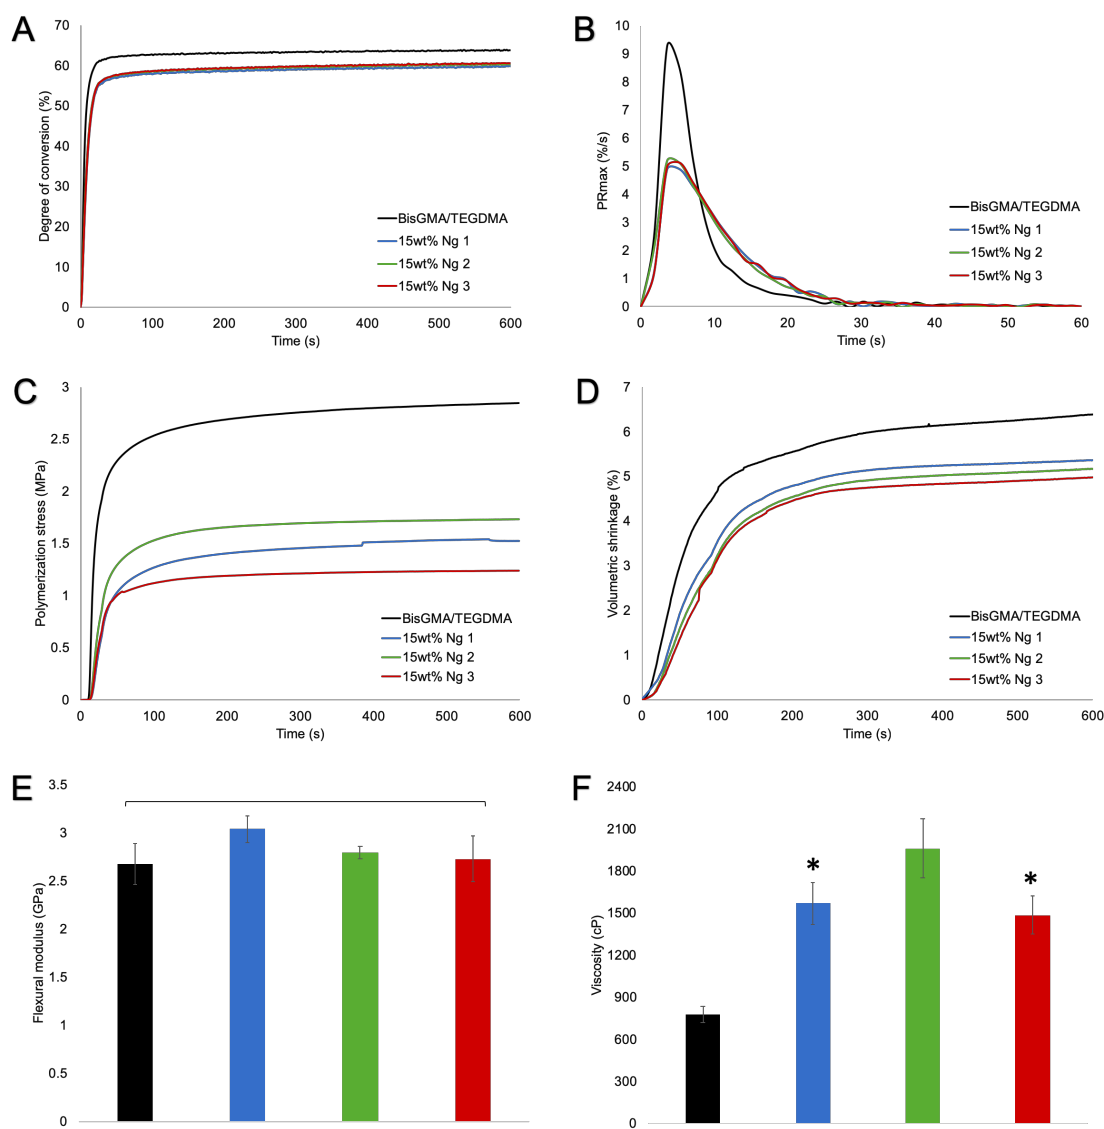 A
Degree of conversion (%)
70
60
50
40
30
20
10
0
0 100 200 300 400 500 600
Time (s)
BisGMA/TEGDMA
15wt% Ng 1
15wt% Ng 2
15wt% Ng 3
B
PRmax (%/s)
10
9
8
7
6
5
4
3
2
1
0
0 10 20 30 40 50 60
Time (s)
BisGMA/TEGDMA
15wt% Ng 1
15wt% Ng 2
15wt% Ng 3
C
Polymerization stress (MPa)
3
2.5
2
1.5
1
0.5
0
0 100 200 300 400 500 600
Time (s)
BisGMA/TEGDMA
15wt% Ng 1
15wt% Ng 2
15wt% Ng 3
D
Volumetric shrinkage (%)
7
6
5
4
3
2
1
0
0 100 200 300 400 500 600
Time (s)
BisGMA/TEGDMA
15wt% Ng 1
15wt% Ng 2
15wt% Ng 3
E
Flexural modulus (GPa)
3.5
3
2.5
2
1.5
1
0.5
0
F
Viscosity (cP)
2400
2100
1800
1500
1200
900
600
300
0
* *